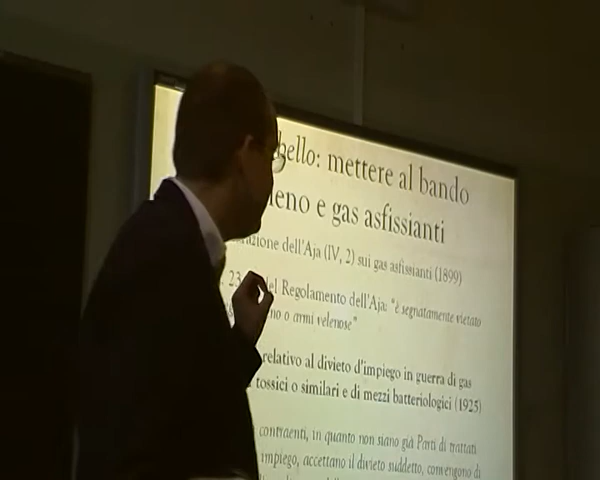 bello: mettere al bando
eno e gas asfissianti
azione dell'Aja (IV, 2) sui gas asfissianti (1899)
23 del Regolamento dell'Aja: "è segnatamente vietato
no o armi velenose"
relativo al divieto d'impiego in guerra di gas
tossici o similari e di mezzi batteriologici (1925)
contraenti, in quanto non siano già Parti di trattati
impiego, accettano il divieto suddetto, convengono di